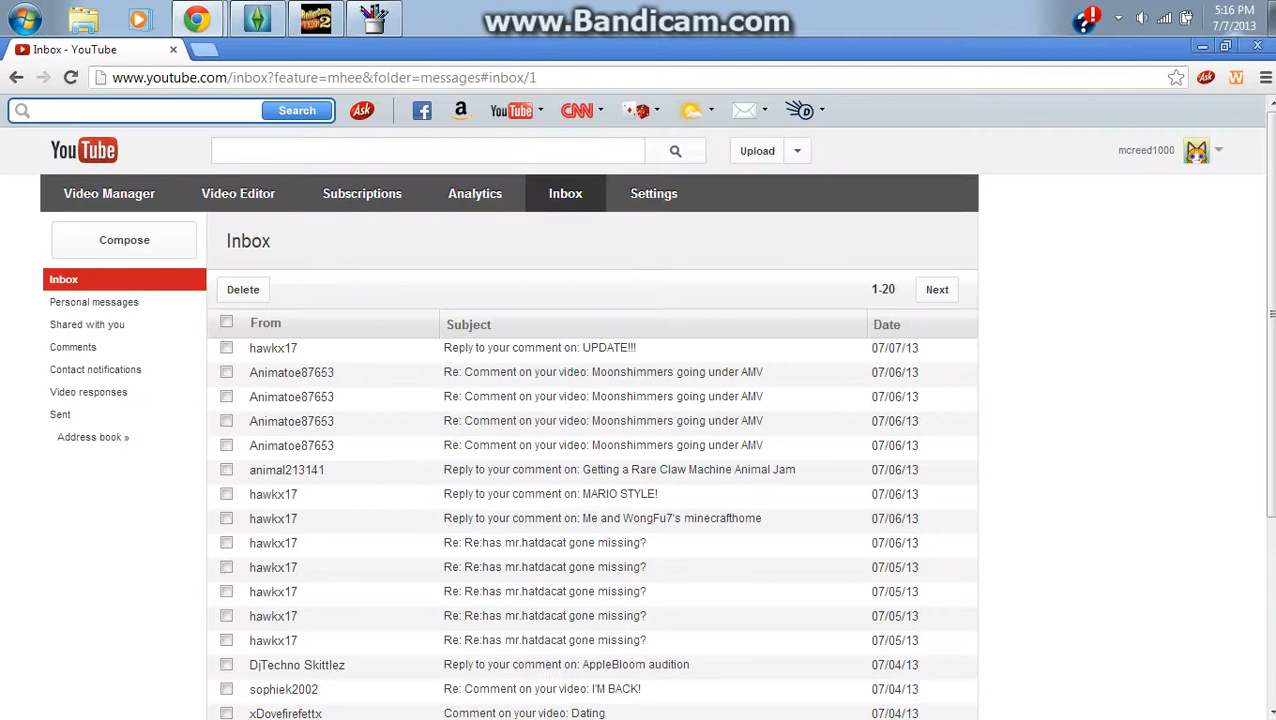 www.Bandicam.com
5:16 PM
7/7/2013
Inbox - YouTube
www.youtube.com/inbox?feature=mhee&folder=messages#inbox/1
Ask
W
Search
Ask
YouTube
CNN
YouTube
Upload
mcreed1000
Video Manager
Video Editor
Subscriptions
Analytics
Inbox
Settings
Compose
Inbox
Inbox
Personal messages
Shared with you
Comments
Contact notifications
Video responses
Sent
Address book »
Delete
1-20
Next
From Subject Date
hawkx17 Reply to your comment on: UPDATE!!! 07/07/13
Animatoe87653 Re: Comment on your video: Moonshimmers going under AMV 07/06/13
Animatoe87653 Re: Comment on your video: Moonshimmers going under AMV 07/06/13
Animatoe87653 Re: Comment on your video: Moonshimmers going under AMV 07/06/13
Animatoe87653 Re: Comment on your video: Moonshimmers going under AMV 07/06/13
animal213141 Reply to your comment on: Getting a Rare Claw Machine Animal Jam 07/06/13
hawkx17 Reply to your comment on: MARIO STYLE! 07/06/13
hawkx17 Reply to your comment on: Me and WongFu7's minecrafthome 07/06/13
hawkx17 Re: Re:has mr.hatdacat gone missing? 07/06/13
hawkx17 Re: Re:has mr.hatdacat gone missing? 07/05/13
hawkx17 Re: Re:has mr.hatdacat gone missing? 07/05/13
hawkx17 Re: Re:has mr.hatdacat gone missing? 07/05/13
hawkx17 Re: Re:has mr.hatdacat gone missing? 07/05/13
DjTechno Skittlez Reply to your comment on: AppleBloom audition 07/04/13
sophiek2002 Re: Comment on your video: I'M BACK! 07/04/13
xDovefirefettx Comment on your video: Dating 07/04/13